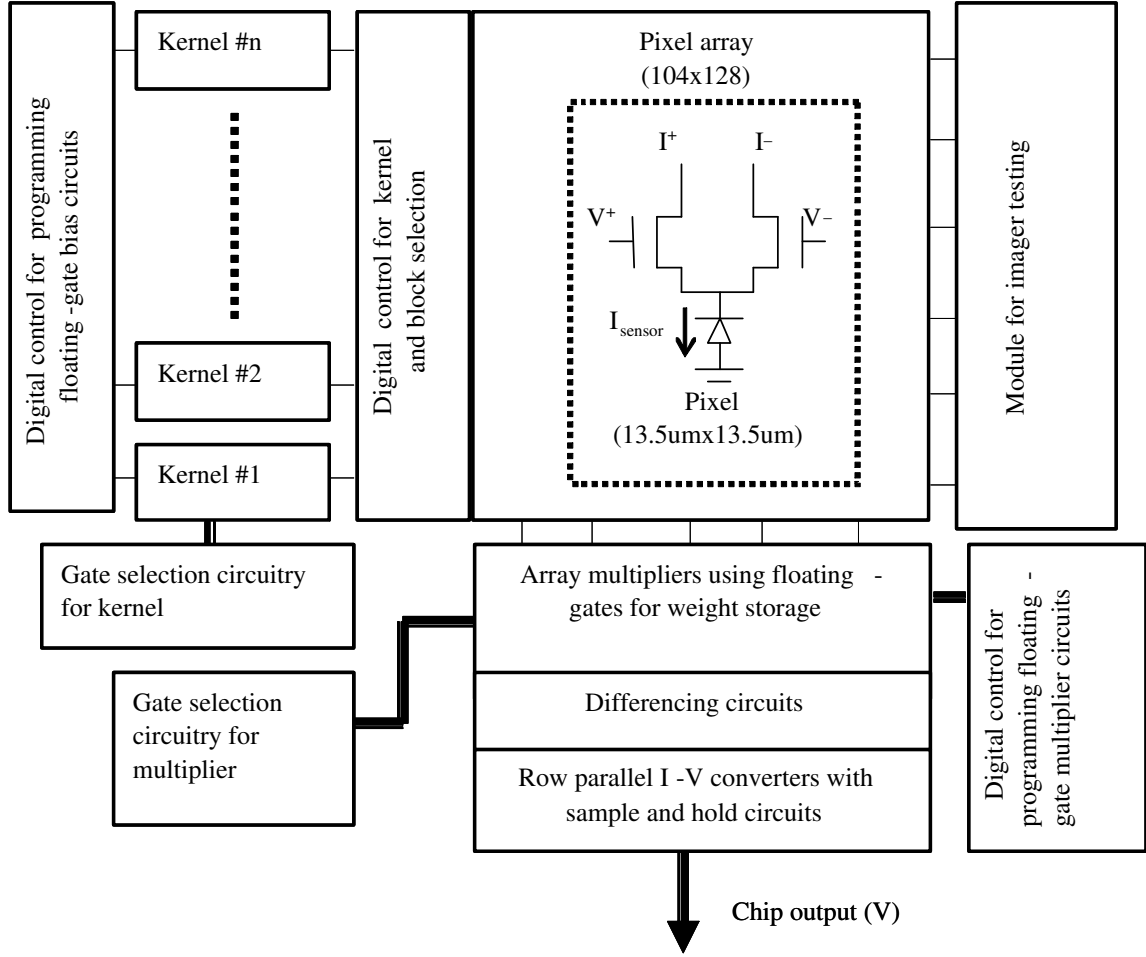 Kernel #n
Digital control for programming
floating -gate bias circuits
Kernel #2
Kernel #1
Digital control for kernel
and block selection
Pixel array
(104x128)
I+
I–
V+
V–
Isensor
Pixel
(13.5umx13.5um)
Module for imager testing
Gate selection circuitry
for kernel
Gate selection
circuitry for
multiplier
Array multipliers using floating -
gates for weight storage
Differencing circuits
Row parallel I -V converters with
sample and hold circuits
Digital control for
programming floating -
gate multiplier circuits
Chip output (V)